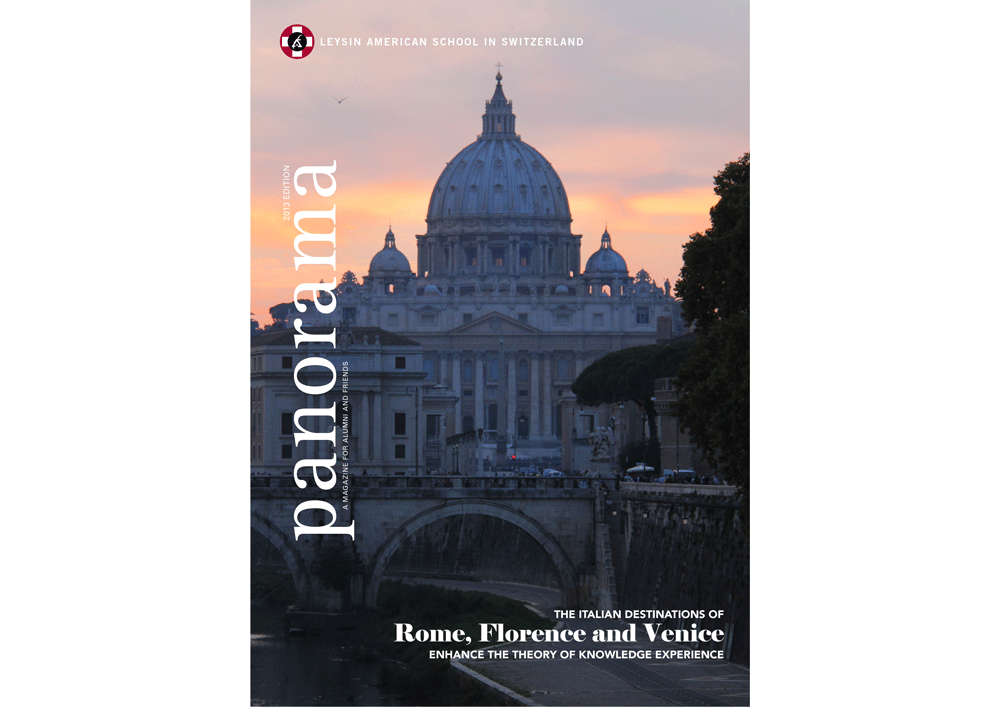 LEYSIN AMERICAN SCHOOL IN SWITZERLAND
2013 EDITION
panorama
A MAGAZINE FOR ALUMNI AND FRIENDS
THE ITALIAN DESTINATIONS OF
Rome, Florence and Venice
ENHANCE THE THEORY OF KNOWLEDGE EXPERIENCE